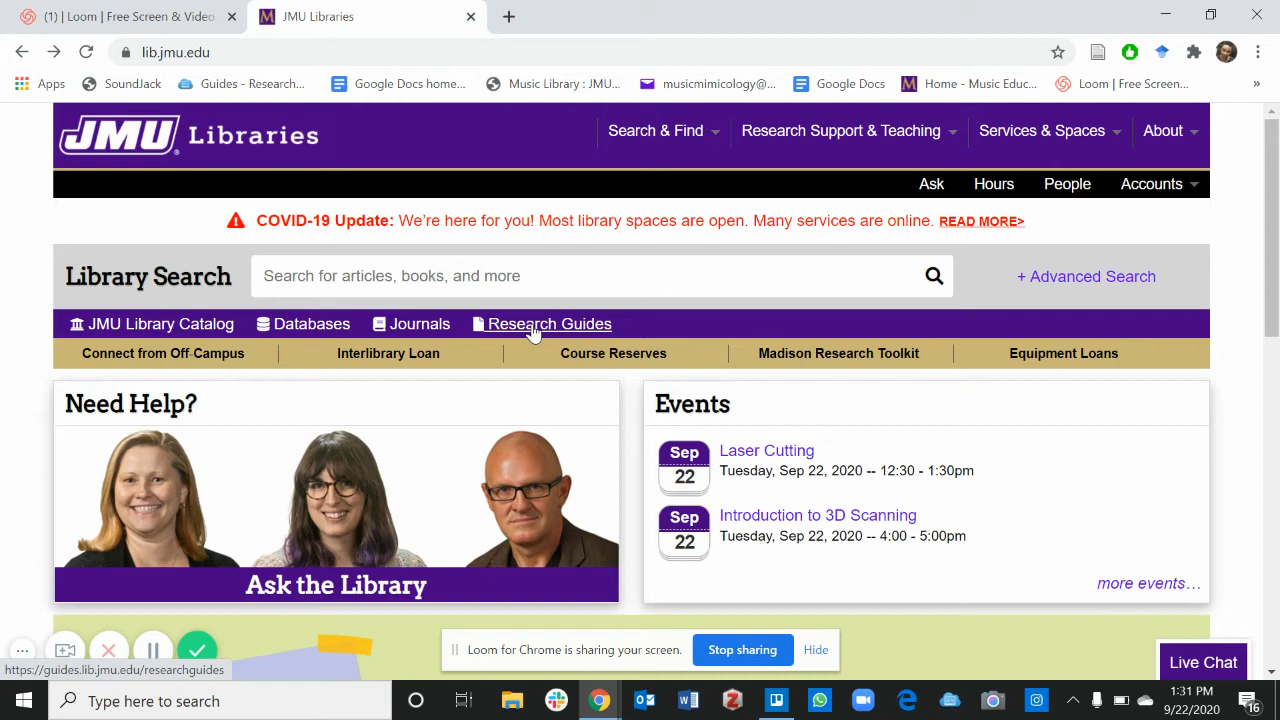 (1) Loom | Free Screen & Video
JMU Libraries
lib.jmu.edu
Apps
SoundJack
Guides - Research...
Google Docs home...
Music Library : JMU...
musicmimicology@...
Google Docs
Home - Music Educ...
Loom | Free Screen...
»
JMU Libraries
Search & Find
Research Support & Teaching
Services & Spaces
About
Ask
Hours
People
Accounts
COVID-19 Update: We're here for you! Most library spaces are open. Many services are online. READ MORE>
Library Search
Search for articles, books, and more
+ Advanced Search
JMU Library Catalog
Databases
Journals
Research Guides
Connect from Off-Campus
Interlibrary Loan
Course Reserves
Madison Research Toolkit
Equipment Loans
Need Help?
Ask the Library
Events
Sep
22
Laser Cutting
Tuesday, Sep 22, 2020 -- 12:30 - 1:30pm
Sep
22
Introduction to 3D Scanning
Tuesday, Sep 22, 2020 -- 4:00 - 5:00pm
more events…
Loom for Chrome is sharing your screen.
Stop sharing
Hide
https://guides.lib.jmu.edu/researchguides
Live Chat
Type here to search
1:31 PM
9/22/2020
16